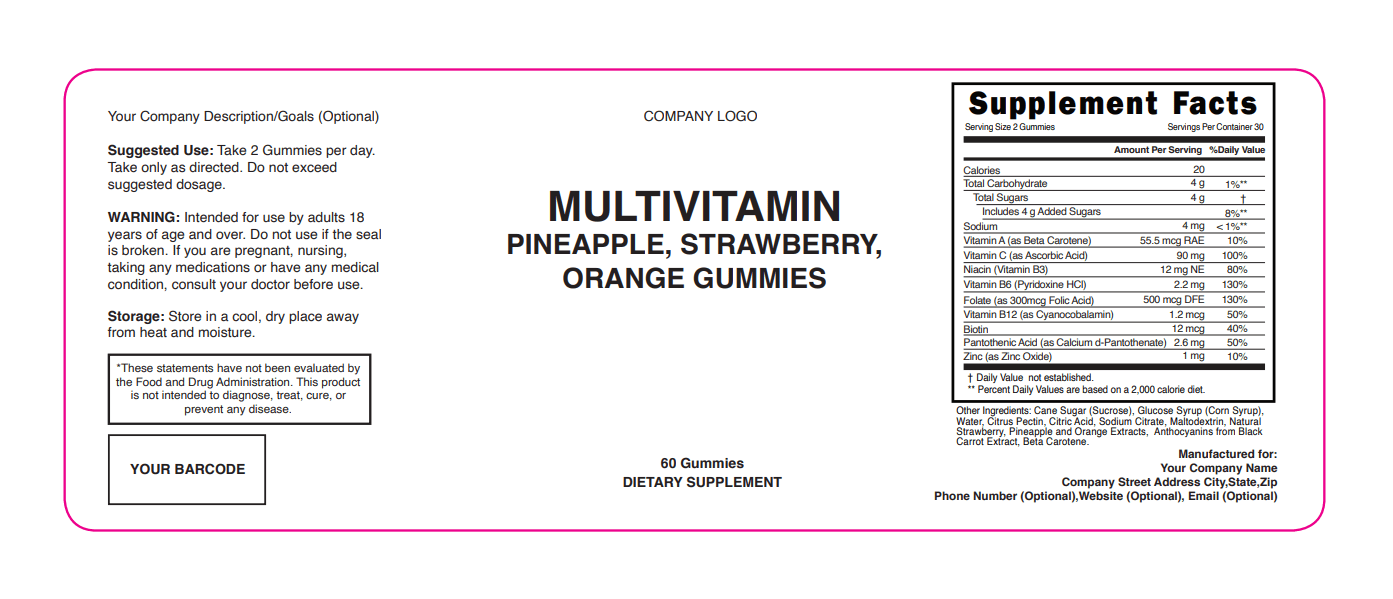 Your Company Description/Goals (Optional)
Suggested Use: Take 2 Gummies per day.
Take only as directed. Do not exceed
suggested dosage.
WARNING: Intended for use by adults 18
years of age and over. Do not use if the seal
is broken. If you are pregnant, nursing,
taking any medications or have any medical
condition, consult your doctor before use.
Storage: Store in a cool, dry place away
from heat and moisture.
*These statements have not been evaluated by
the Food and Drug Administration. This product
is not intended to diagnose, treat, cure, or
prevent any disease.
YOUR BARCODE
COMPANY LOGO
MULTIVITAMIN
PINEAPPLE, STRAWBERRY,
ORANGE GUMMIES
60 Gummies
DIETARY SUPPLEMENT
Supplement Facts
Serving Size 2 Gummies Servings Per Container 30
Amount Per Serving %Daily Value
Calories 20
Total Carbohydrate 4 g 1%**
Total Sugars 4 g †
Includes 4 g Added Sugars 8%**
Sodium 4 mg < 1%**
Vitamin A (as Beta Carotene) 55.5 mcg RAE 10%
Vitamin C (as Ascorbic Acid) 90 mg 100%
Niacin (Vitamin B3) 12 mg NE 80%
Vitamin B6 (Pyridoxine HCl) 2.2 mg 130%
Folate (as 300mcg Folic Acid) 500 mcg DFE 130%
Vitamin B12 (as Cyanocobalamin) 1.2 mcg 50%
Biotin 12 mcg 40%
Pantothenic Acid (as Calcium d-Pantothenate) 2.6 mg 50%
Zinc (as Zinc Oxide) 1 mg 10%
† Daily Value not established.
** Percent Daily Values are based on a 2,000 calorie diet.
Other Ingredients: Cane Sugar (Sucrose), Glucose Syrup (Corn Syrup),
Water, Citrus Pectin, Citric Acid, Sodium Citrate, Maltodextrin, Natural
Strawberry, Pineapple and Orange Extracts, Anthocyanins from Black
Carrot Extract, Beta Carotene.
Manufactured for:
Your Company Name
Company Street Address City,State,Zip
Phone Number (Optional),Website (Optional), Email (Optional)